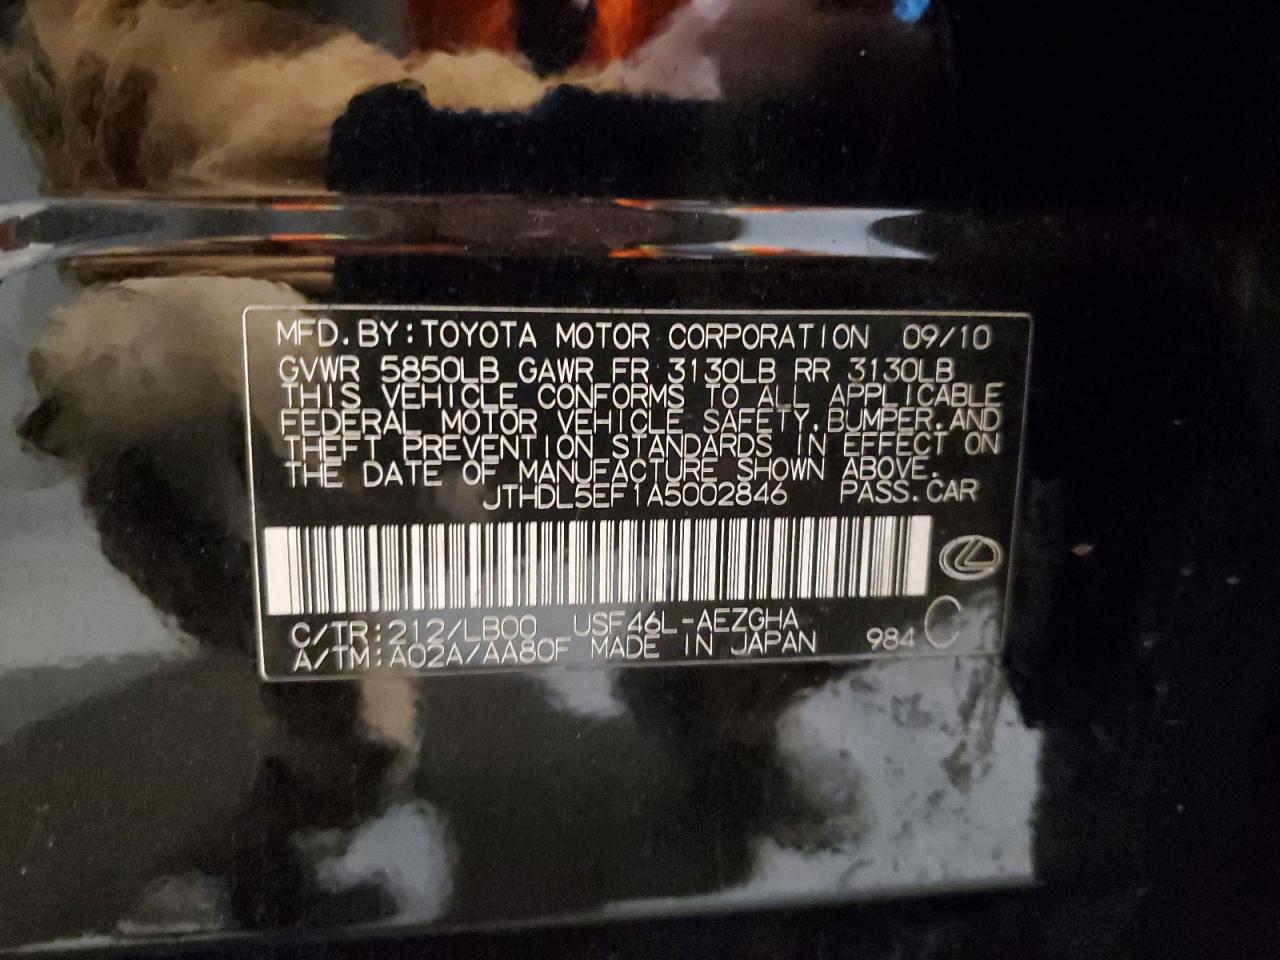 MFD.BY:TOYOTA MOTOR CORPORATION 09/10
GVWR 5850LB GAWR FR 3130LB RR 3130LB
THIS VEHICLE CONFORMS TO ALL APPLICABLE
FEDERAL MOTOR VEHICLE SAFETY,BUMPER,AND
THEFT PREVENTION STANDARDS IN EFFECT ON
THE DATE OF MANUFACTURE SHOWN ABOVE.
JTHDL5EF1A5002846 PASS.CAR
C/TR:212/LB00 USF46L-AEZGHA
A/TM:A02A/AA80F MADE IN JAPAN 984 C